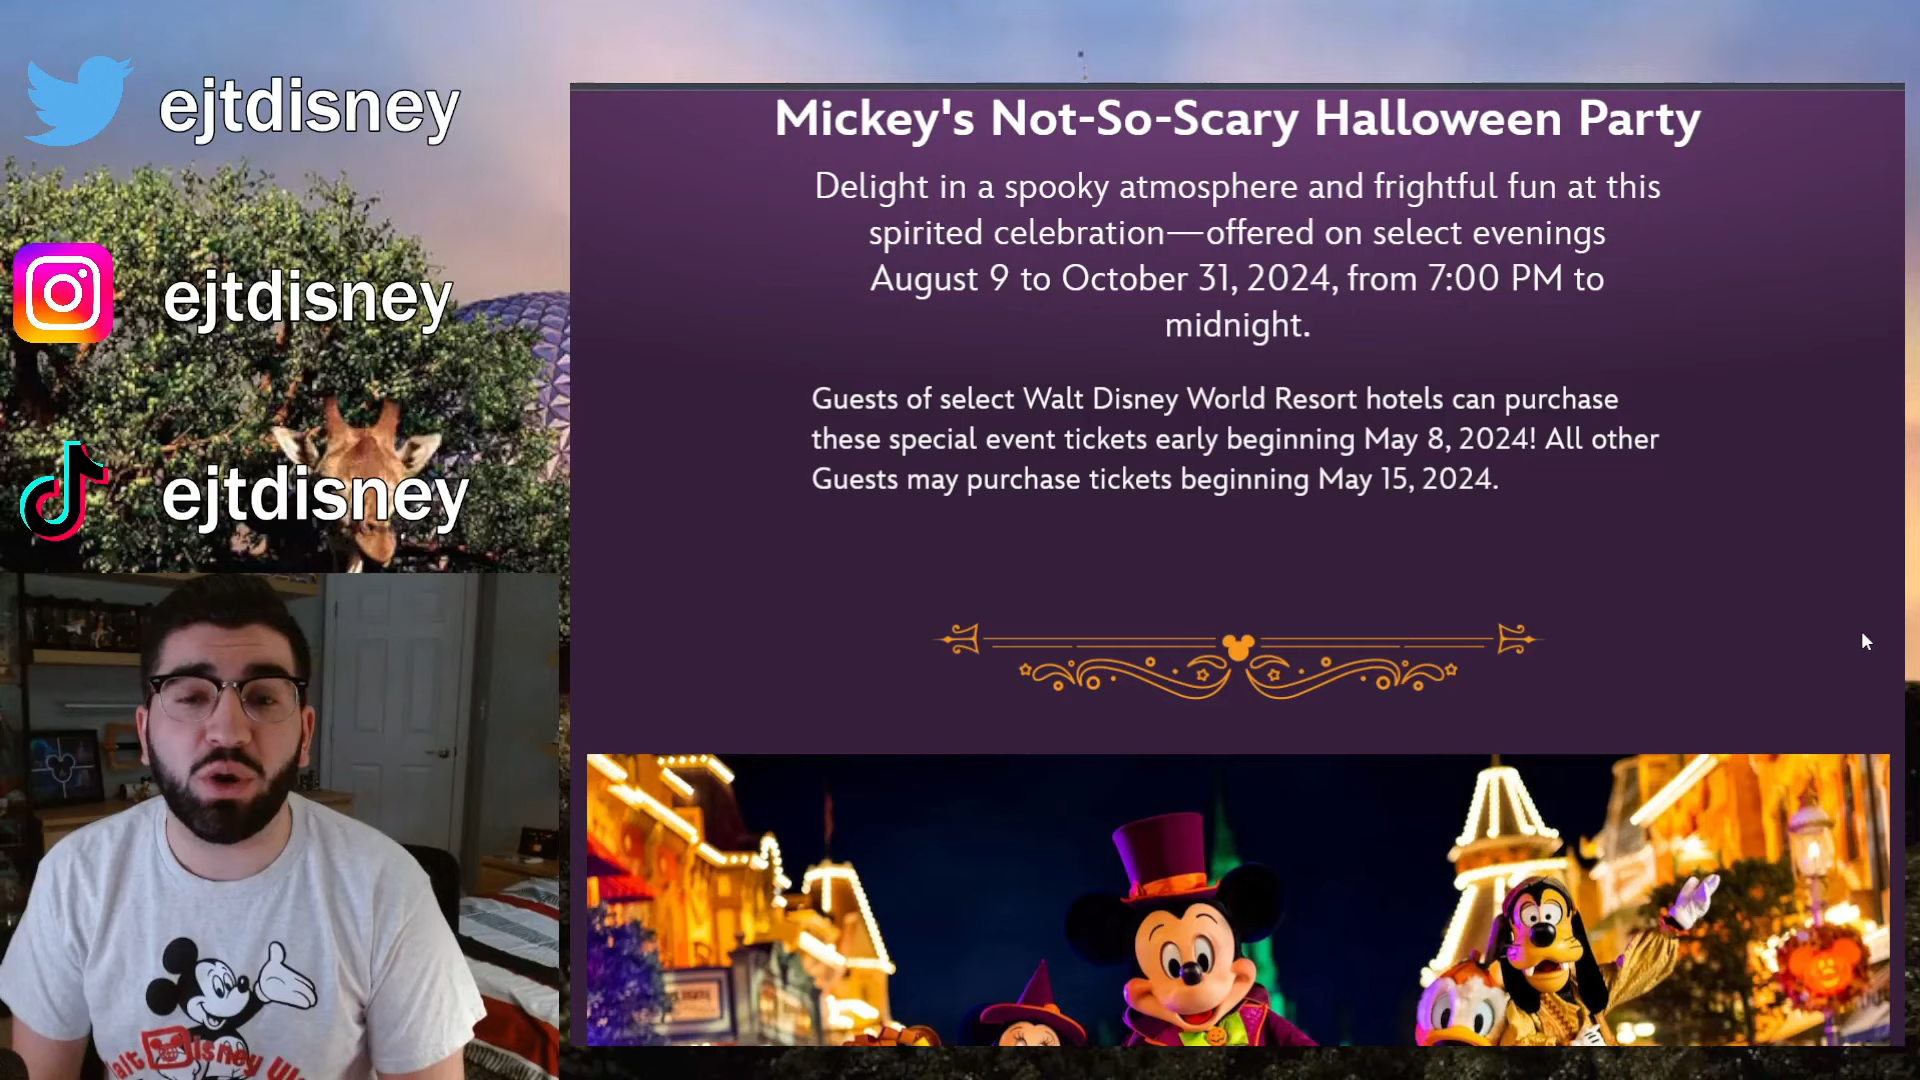 ejtdisney
ejtdisney
ejtdisney
Mickey's Not-So-Scary Halloween Party
Delight in a spooky atmosphere and frightful fun at this
spirited celebration—offered on select evenings
August 9 to October 31, 2024, from 7:00 PM to
midnight.
Guests of select Walt Disney World Resort hotels can purchase
these special event tickets early beginning May 8, 2024! All other
Guests may purchase tickets beginning May 15, 2024.
Walt Disney